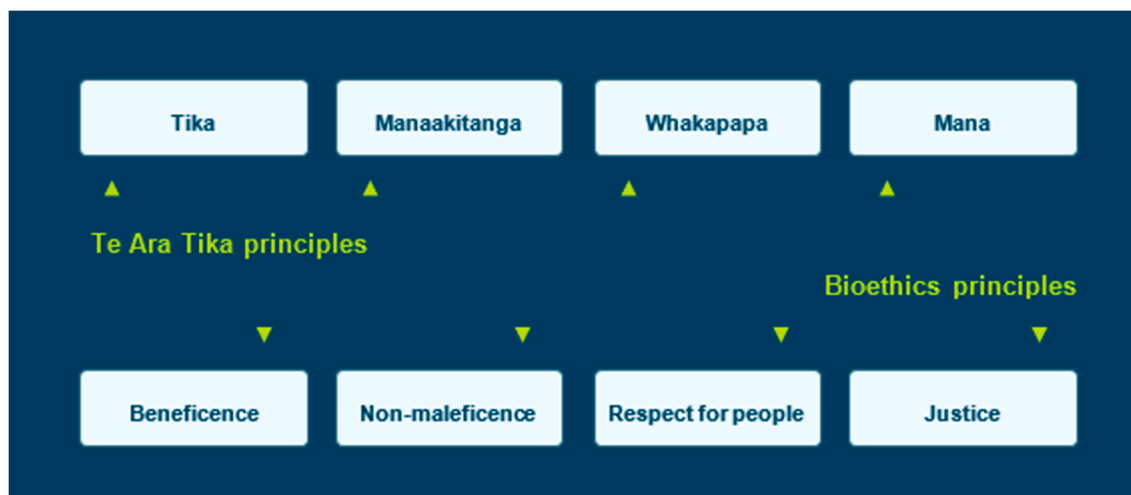 Tika
Manaakitanga
Whakapapa
Mana
Te Ara Tika principles
Bioethics principles
Beneficence
Non-maleficence
Respect for people
Justice